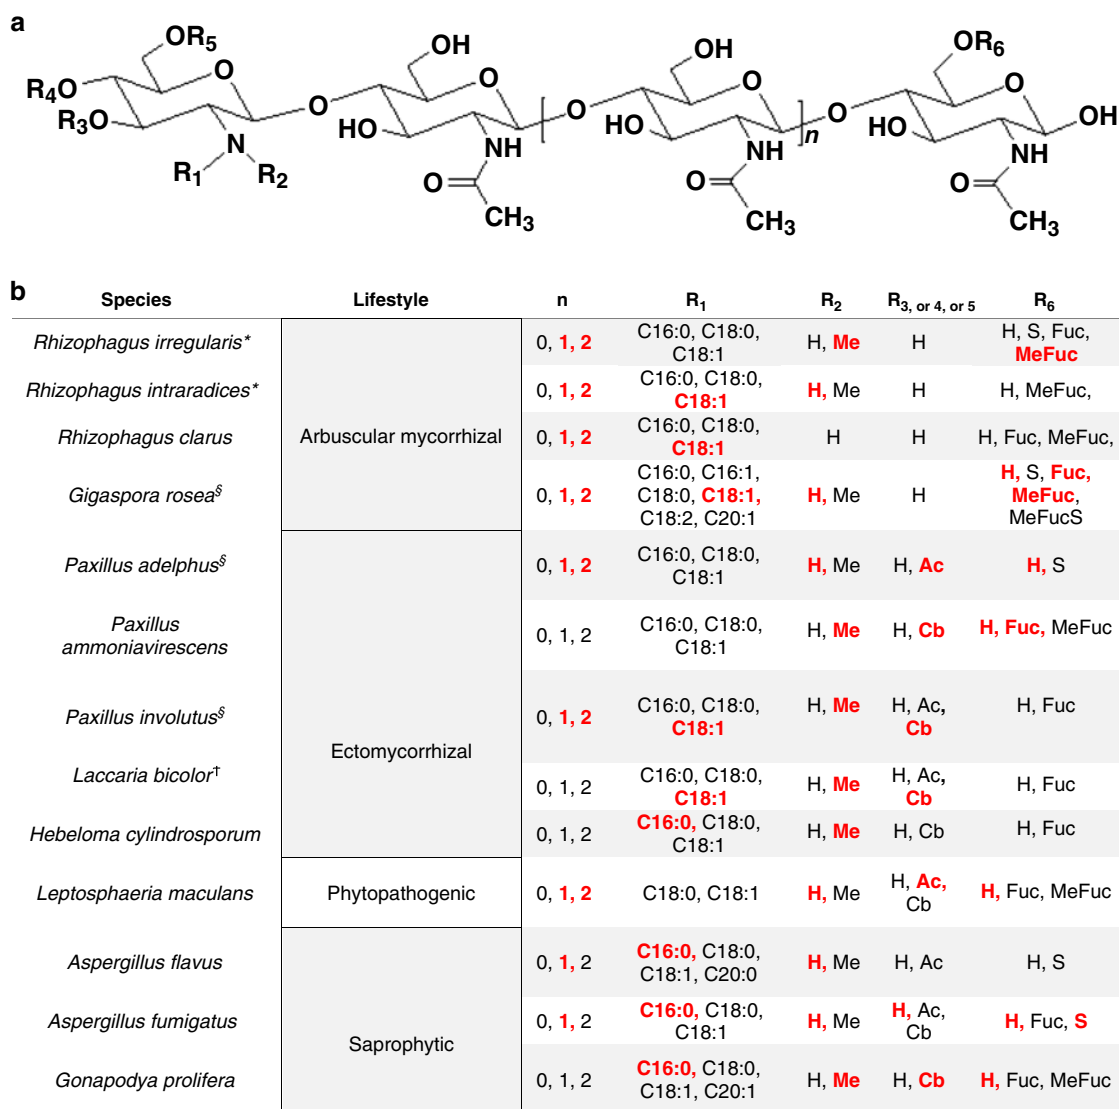 a
OR5 OH OH OR6
R4O O O O O
R3O O HO O HO O HO OH
N NH n NH NH
R1 R2 O O O
CH3 CH3 CH3
b Species Lifestyle n R1 R2 R3, or 4, or 5 R6
Rhizophagus irregularis* 0, 1, 2 C16:0, C18:0, H, Me H H, S, Fuc,
C18:1 MeFuc
Rhizophagus intraradices* 0, 1, 2 C16:0, C18:0, H, Me H H, MeFuc,
C18:1
Rhizophagus clarus Arbuscular mycorrhizal 0, 1, 2 C16:0, C18:0, H H H, Fuc, MeFuc,
C18:1
Gigaspora rosea§ 0, 1, 2 C16:0, C16:1, H, Me H H, S, Fuc,
C18:0, C18:1, MeFuc,
C18:2, C20:1 MeFucS
Paxillus adelphus§ 0, 1, 2 C16:0, C18:0, H, Me H, Ac H, S
C18:1
Paxillus 0, 1, 2 C16:0, C18:0, H, Me H, Cb H, Fuc, MeFuc
ammoniavirescens C18:1
Paxillus involutus§ 0, 1, 2 C16:0, C18:0, H, Me H, Ac, H, Fuc
C18:1 Cb
Ectomycorrhizal
Laccaria bicolor† 0, 1, 2 C16:0, C18:0, H, Me H, Ac, H, Fuc
C18:1 Cb
Hebeloma cylindrosporum 0, 1, 2 C16:0, C18:0, H, Me H, Cb H, Fuc
C18:1
Leptosphaeria maculans Phytopathogenic 0, 1, 2 C18:0, C18:1 H, Me H, Ac, H, Fuc, MeFuc
Cb
Aspergillus flavus 0, 1, 2 C16:0, C18:0, H, Me H, Ac H, S
C18:1, C20:0
Aspergillus fumigatus 0, 1, 2 C16:0, C18:0, H, Me H, Ac, H, Fuc, S
C18:1 Cb
Saprophytic
Gonapodya prolifera 0, 1, 2 C16:0, C18:0, H, Me H, Cb H, Fuc, MeFuc
C18:1, C20:1